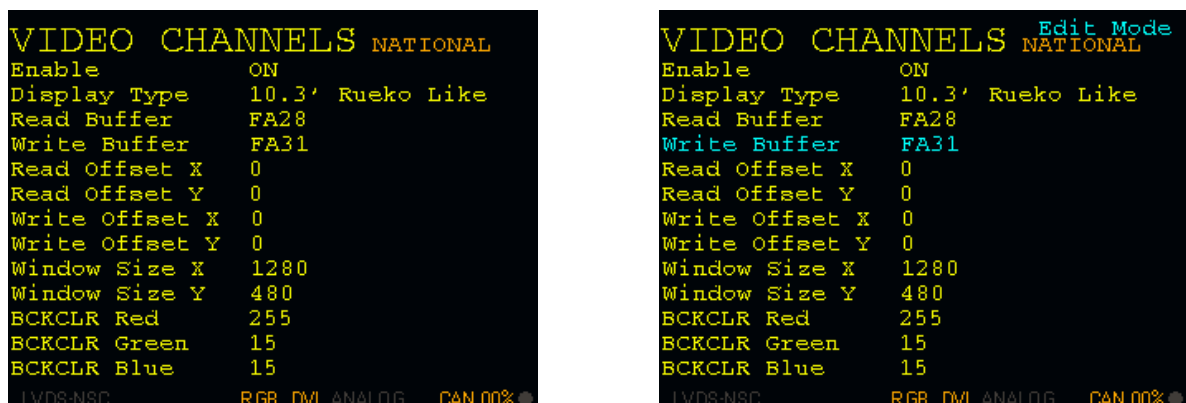 VIDEO CHANNELS NATIONAL
Enable ON
Display Type 10.3' Rueko Like
Read Buffer FA28
Write Buffer FA31
Read Offset X 0
Read Offset Y 0
Write Offset X 0
Write Offset Y 0
Window Size X 1280
Window Size Y 480
BCKCLR Red 255
BCKCLR Green 15
BCKCLR Blue 15
LVDS-NSC RGB DVI ANALOG CAN 00%
Edit Mode
VIDEO CHANNELS NATIONAL
Enable ON
Display Type 10.3' Rueko Like
Read Buffer FA28
Write Buffer FA31
Read Offset X 0
Read Offset Y 0
Write Offset X 0
Write Offset Y 0
Window Size X 1280
Window Size Y 480
BCKCLR Red 255
BCKCLR Green 15
BCKCLR Blue 15
LVDS-NSC RGB DVI ANALOG CAN 00%